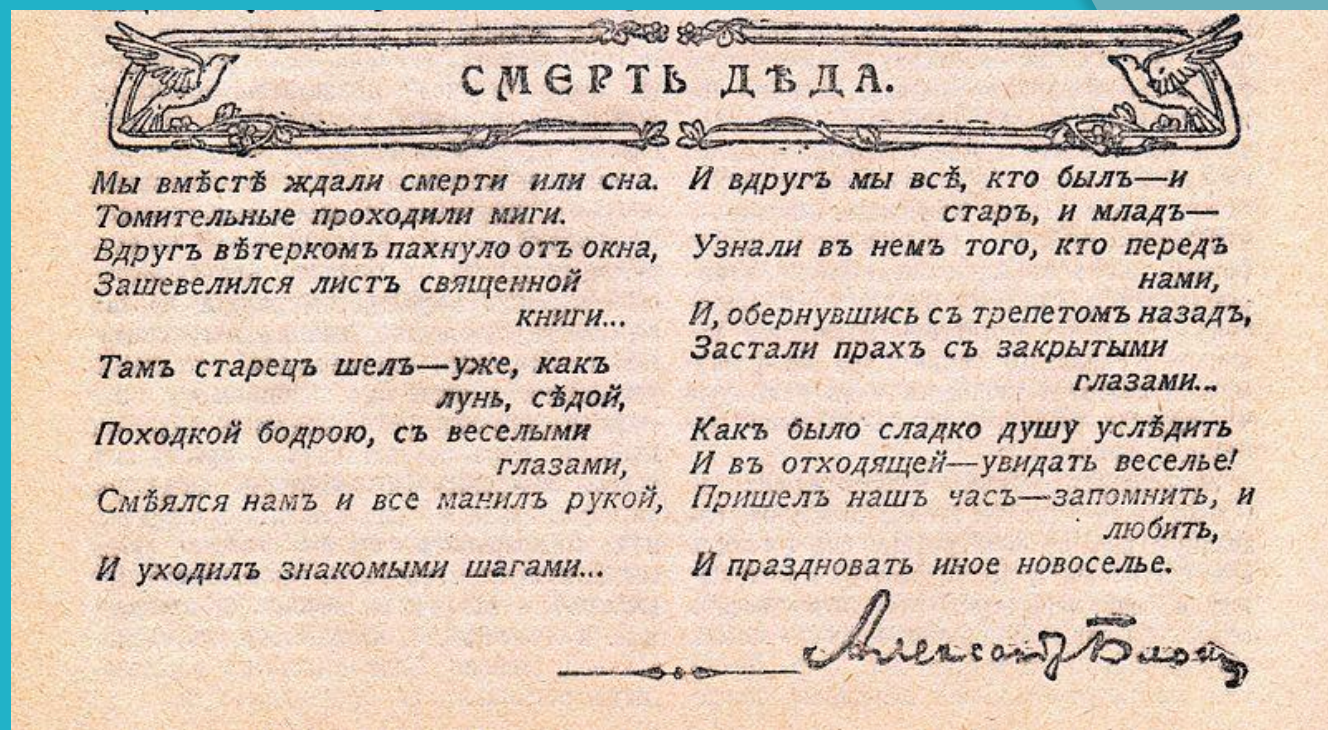 СМЕРТЬ ДѢДА.
Мы вмѣстѣ ждали смерти или сна.
Томительные проходили миги.
Вдругъ вѣтеркомъ пахнуло отъ окна,
Зашевелился листъ священной
книги...
Тамъ старецъ шелъ—уже, какъ
лунь, сѣдой,
Походкой бодрою, съ веселыми
глазами,
Смѣялся намъ и все манилъ рукой,
И уходилъ знакомыми шагами...
И вдругъ мы всѣ, кто былъ—и
старъ, и младъ—
Узнали въ немъ того, кто передъ
нами,
И, обернувшись съ трепетомъ назадъ,
Застали прахъ съ закрытыми
глазами...
Какъ было сладко душу услѣдить
И въ отходящей—увидать веселье!
Пришелъ нашъ часъ—запомнить, и
любить,
И праздновать иное новоселье.
Александръ Блокъ